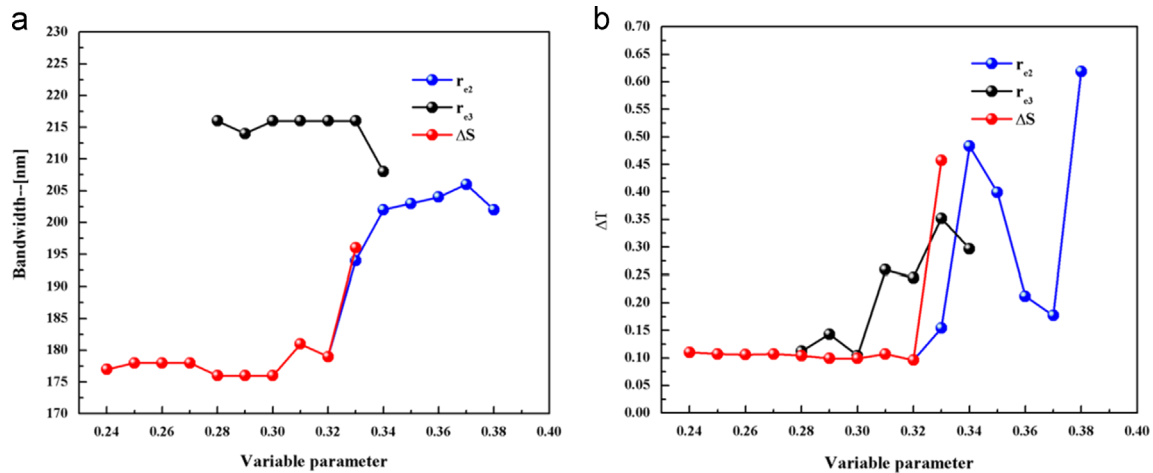 a
230
225
220
215
210
205
200
195
190
185
180
175
170
Bandwidth--[nm]
r_e2
r_e3
ΔS
0.24 0.26 0.28 0.30 0.32 0.34 0.36 0.38 0.40
Variable parameter
b
0.70
0.65
0.60
0.55
0.50
0.45
0.40
0.35
0.30
0.25
0.20
0.15
0.10
0.05
0.00
ΔT
r_e2
r_e3
ΔS
0.24 0.26 0.28 0.30 0.32 0.34 0.36 0.38 0.40
Variable parameter